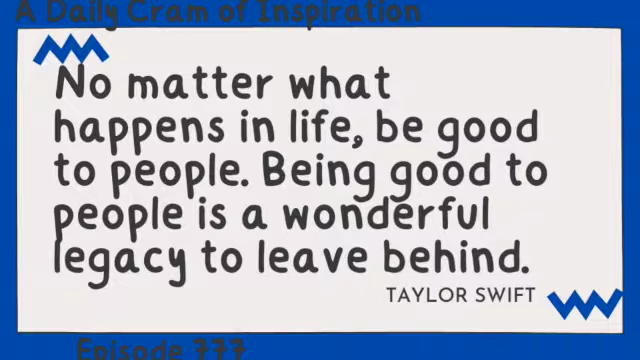 A Daily Cram of Inspiration
No matter what
happens in life, be good
to people. Being good to
people is a wonderful
legacy to leave behind.
TAYLOR SWIFT
Episode 777